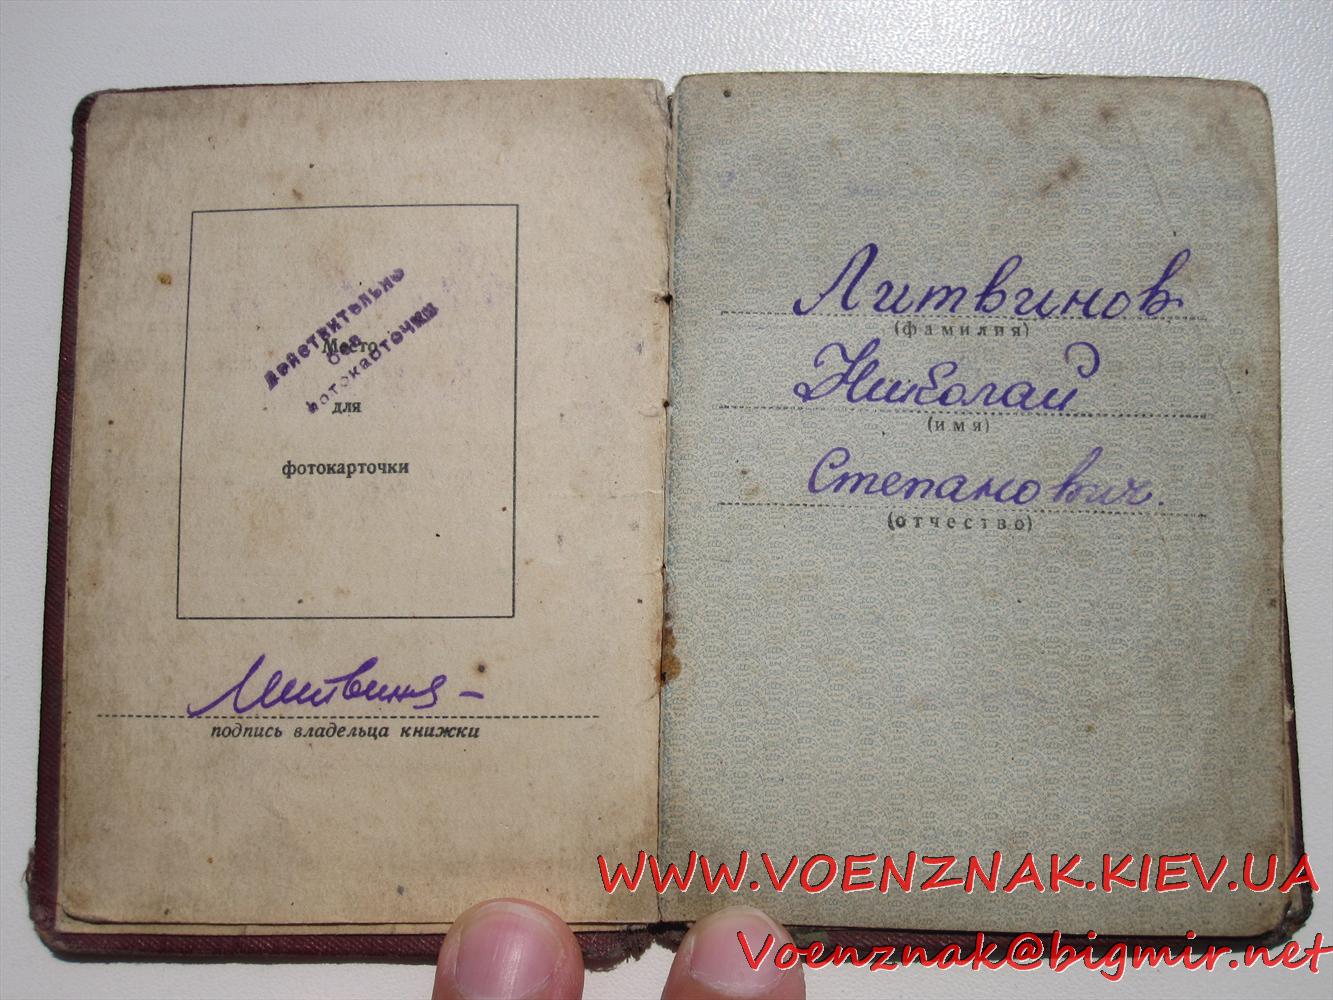 Действительно
без
фотокарточки
Место
для
фотокарточки
Литвинов
подпись владельца книжки
Литвинов
(фамилия)
Николай
(имя)
Степанович.
(отчество)
WWW.VOENZNAK.KIEV.UA
Voenznak@bigmir.net